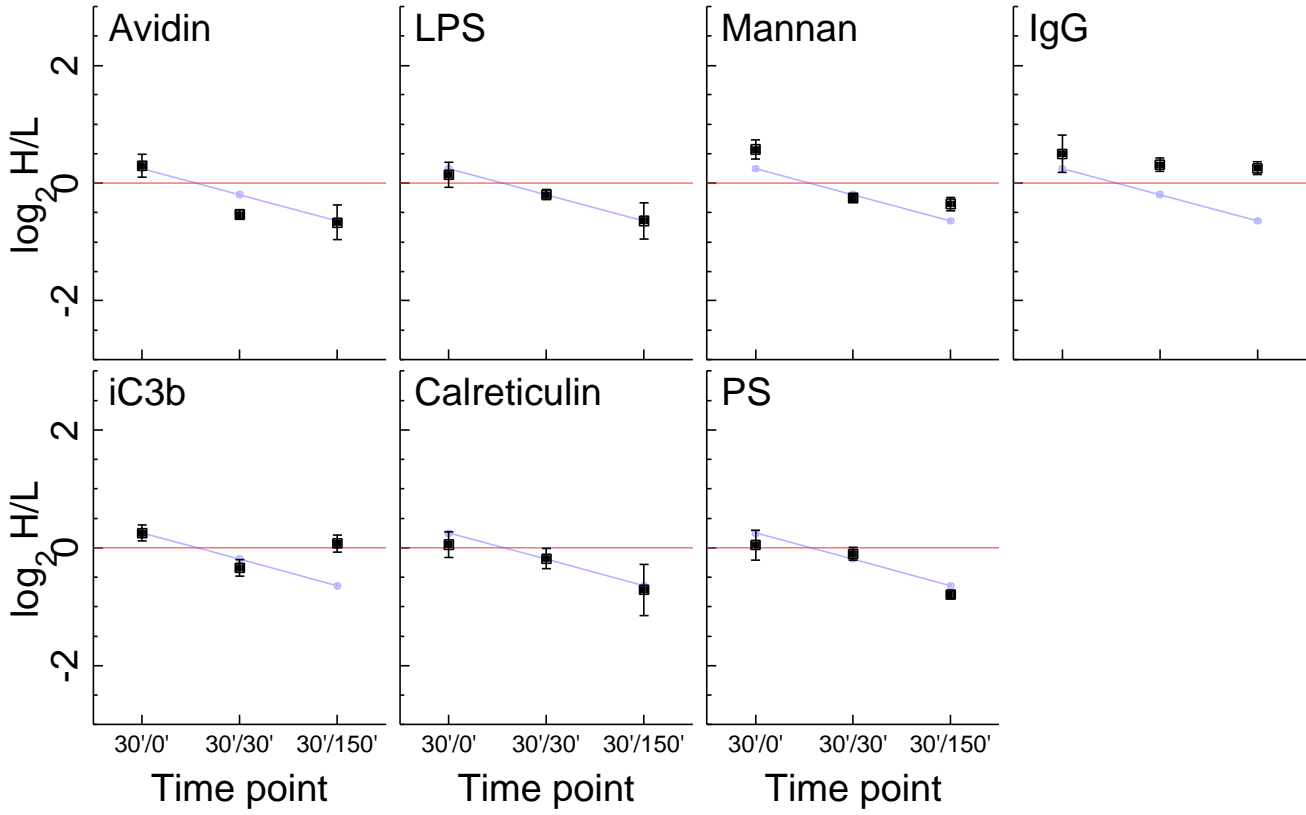 Avidin
LPS
Mannan
IgG
log2 H/L
2
0
-2
iC3b
Calreticulin
PS
log2 H/L
2
0
-2
30'/0' 30'/30' 30'/150'
30'/0' 30'/30' 30'/150'
30'/0' 30'/30' 30'/150'
Time point
Time point
Time point